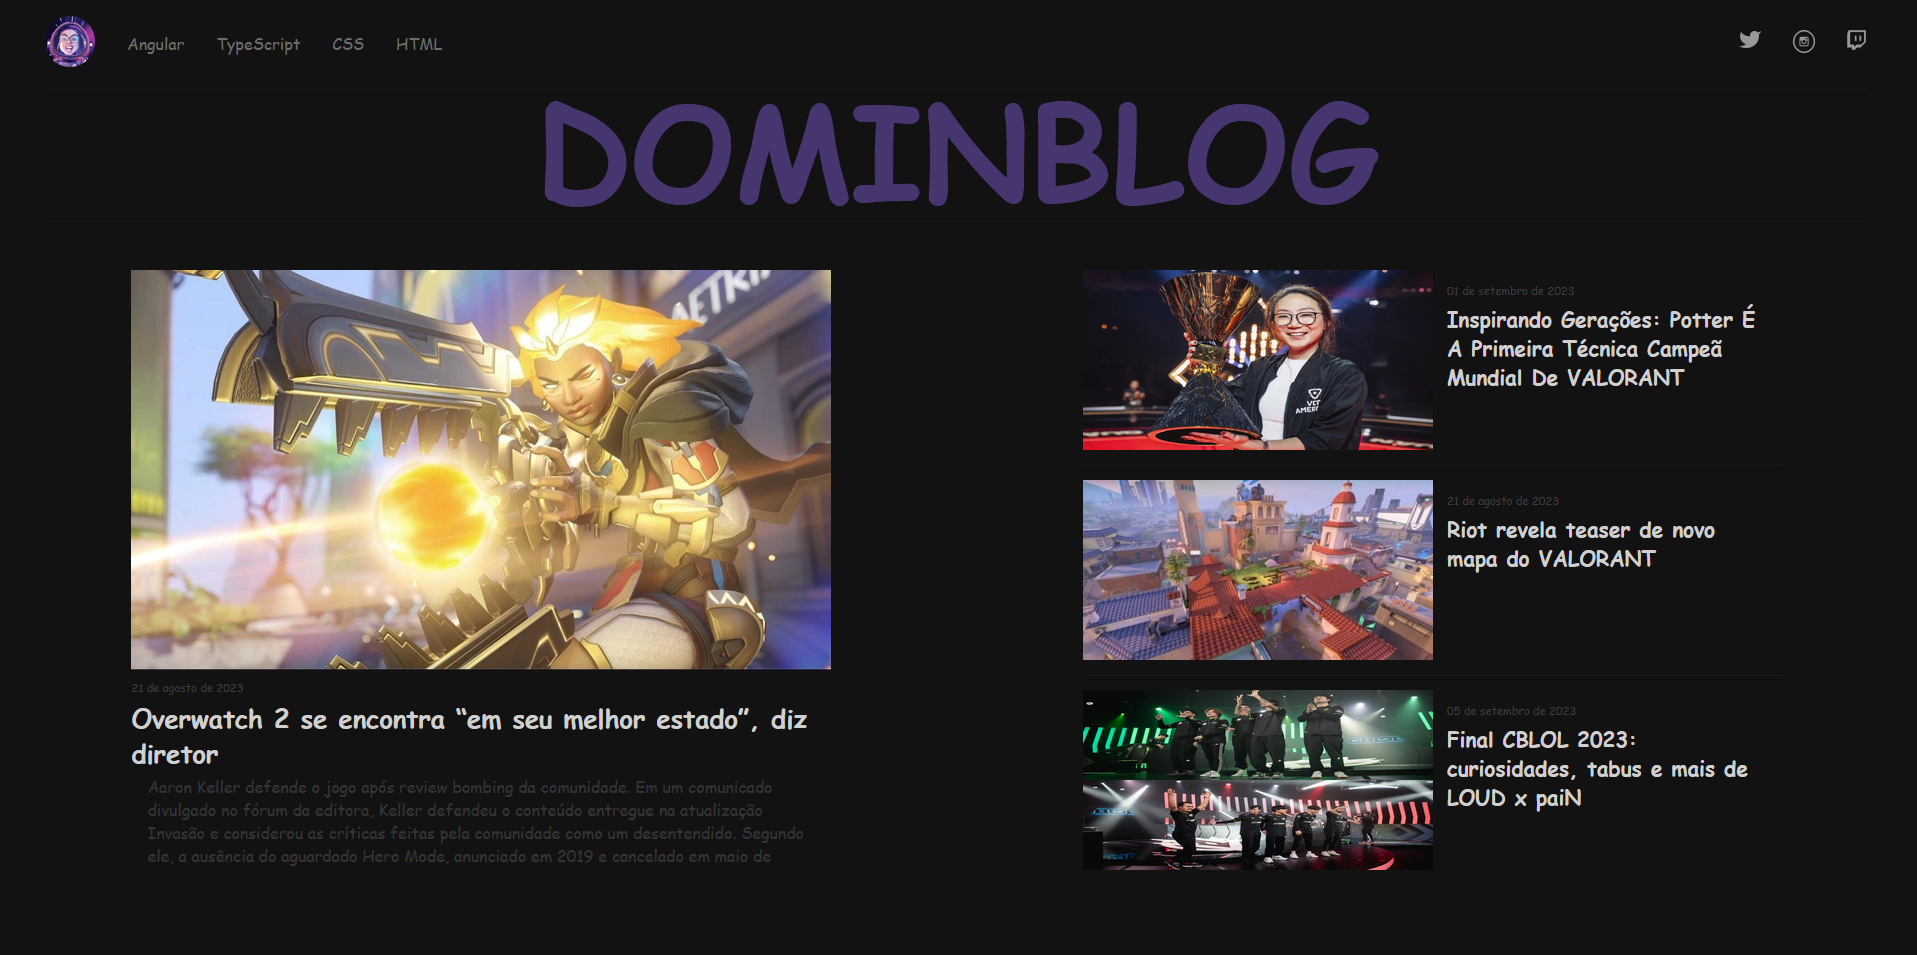 Angular TypeScript CSS HTML
DOMINBLOG
21 de agosto de 2023
Overwatch 2 se encontra “em seu melhor estado”, diz
diretor
Aaron Keller defende o jogo após review bombing da comunidade. Em um comunicado
divulgado no fórum da editora, Keller defendeu o conteúdo entregue na atualização
Invasão e considerou as críticas feitas pela comunidade como um desentendido. Segundo
ele, a ausência do aguardado Hero Mode, anunciado em 2019 e cancelado em maio de
01 de setembro de 2023
Inspirando Gerações: Potter É
A Primeira Técnica Campeã
Mundial De VALORANT
21 de agosto de 2023
Riot revela teaser de novo
mapa do VALORANT
05 de setembro de 2023
Final CBLOL 2023:
curiosidades, tabus e mais de
LOUD x paiN